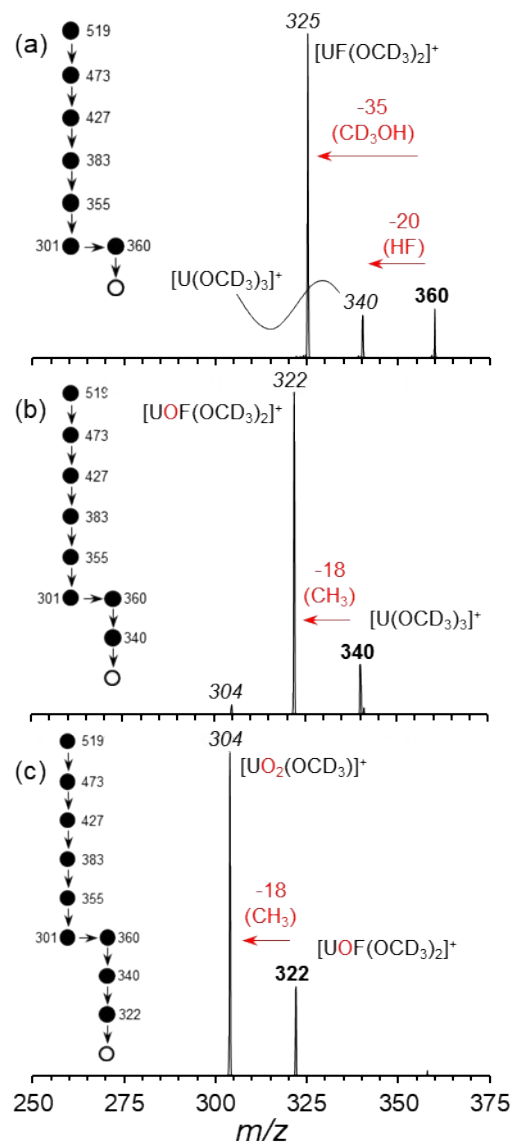 (a)
519
473
427
383
355
301
360
325
[UF(OCD₃)₂]⁺
-35
(CD₃OH)
-20
(HF)
[U(OCD₃)₃]⁺
340
360
(b)
519
473
427
383
355
301
360
340
322
[UOF(OCD₃)₂]⁺
-18
(CH₃)
[U(OCD₃)₃]⁺
340
304
(c)
519
473
427
383
355
301
360
340
322
304
[UO₂(OCD₃)]⁺
-18
(CH₃)
[UOF(OCD₃)₂]⁺
322
250 275 300 325 350 375
m/z